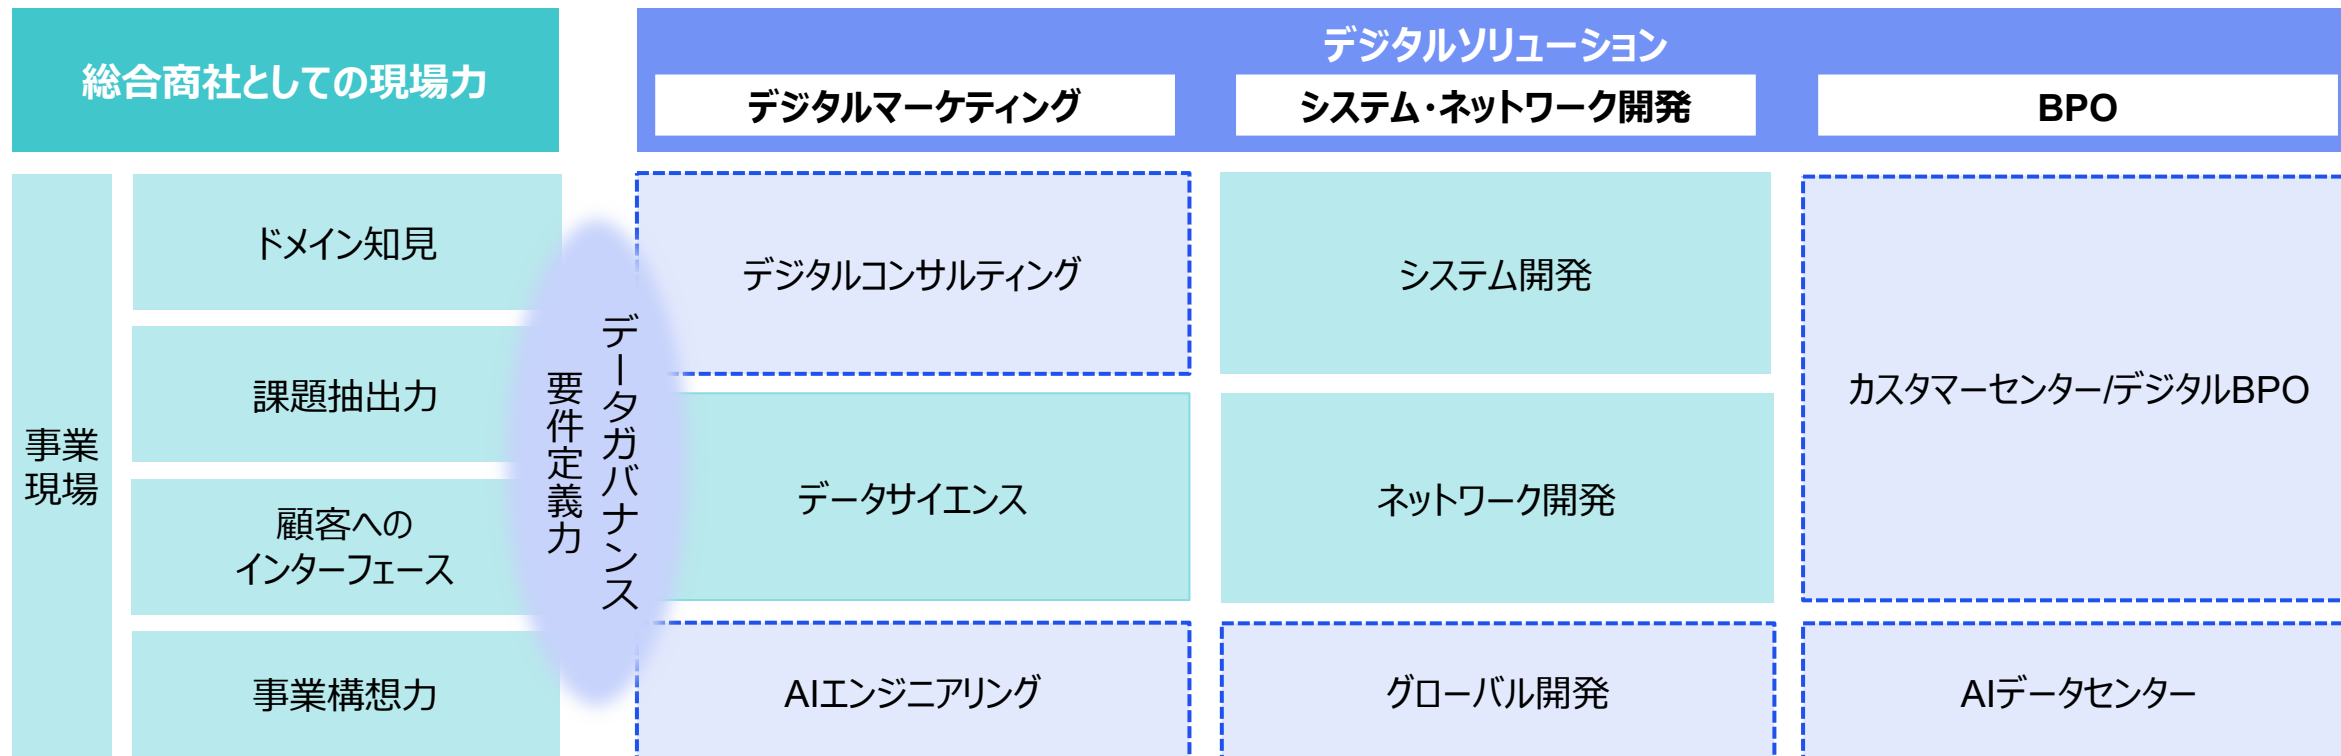 総合商社としての現場力
デジタルソリューション
デジタルマーケティング
システム・ネットワーク開発
BPO
事業
現場
ドメイン知見
課題抽出力
顧客への
インターフェース
事業構想力
データガバナンス
要件定義力
デジタルコンサルティング
データサイエンス
AIエンジニアリング
システム開発
ネットワーク開発
グローバル開発
カスタマーセンター/デジタルBPO
AIデータセンター